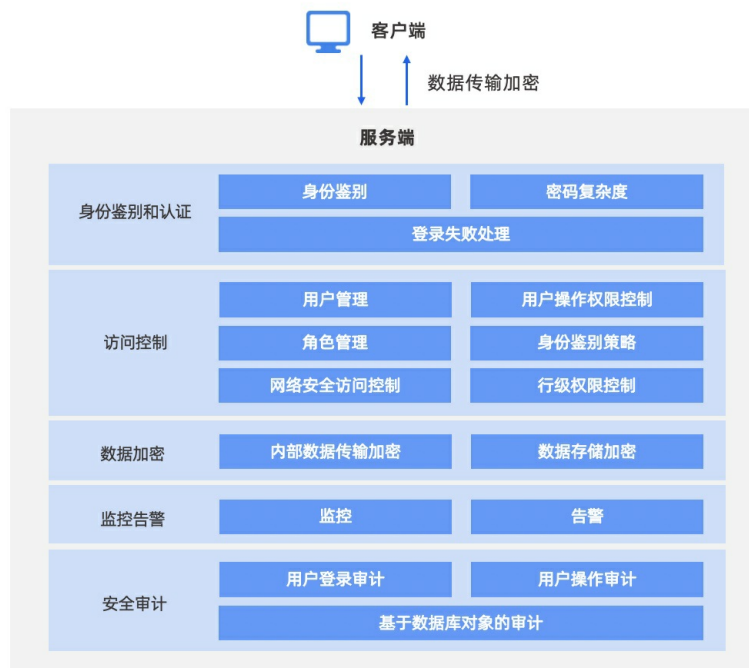 客户端
数据传输加密
服务端
身份鉴别和认证
身份鉴别
密码复杂度
登录失败处理
访问控制
用户管理
用户操作权限控制
角色管理
身份鉴别策略
网络安全访问控制
行级权限控制
数据加密
内部数据传输加密
数据存储加密
监控告警
监控
告警
安全审计
用户登录审计
用户操作审计
基于数据库对象的审计